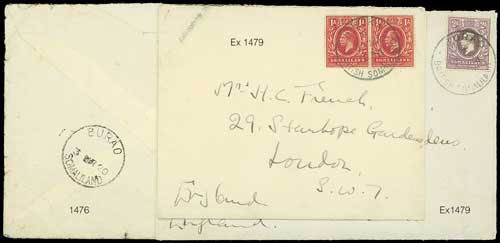 Ex 1479
SOMALILAND
SOMALILAND
BRITISH SOMALI
SOMALILAND
BURAO
SOMALILAND
Mrs H.C. French,
29. Stanhope Gardens,
London,
S.W.7.
England
England.
1476
Ex1479